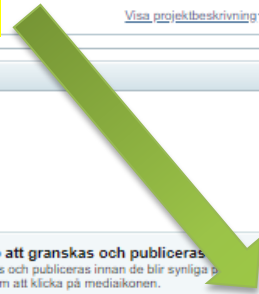 Visa projektbeskrivning
att granskas och publiceras
och publiceras innan de blir synliga
att klicka på mediaikonen.